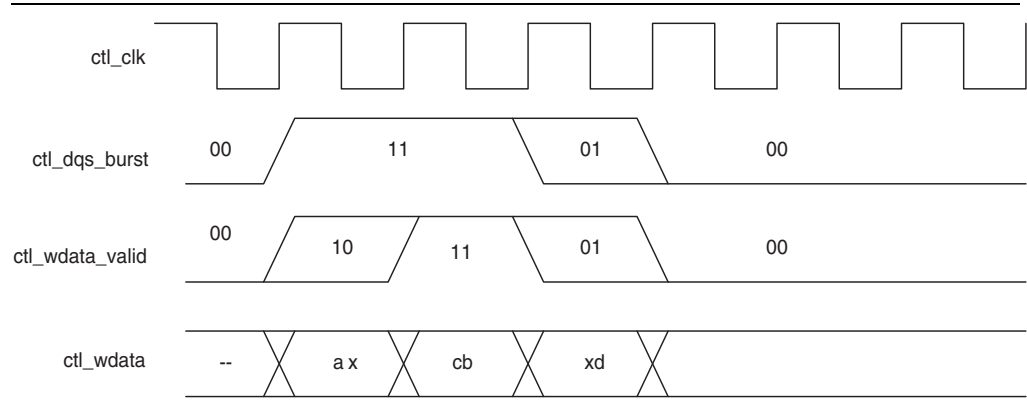 ctl_clk
ctl_dqs_burst 00 11 01 00
ctl_wdata_valid 00 10 11 01 00
ctl_wdata -- a x cb xd